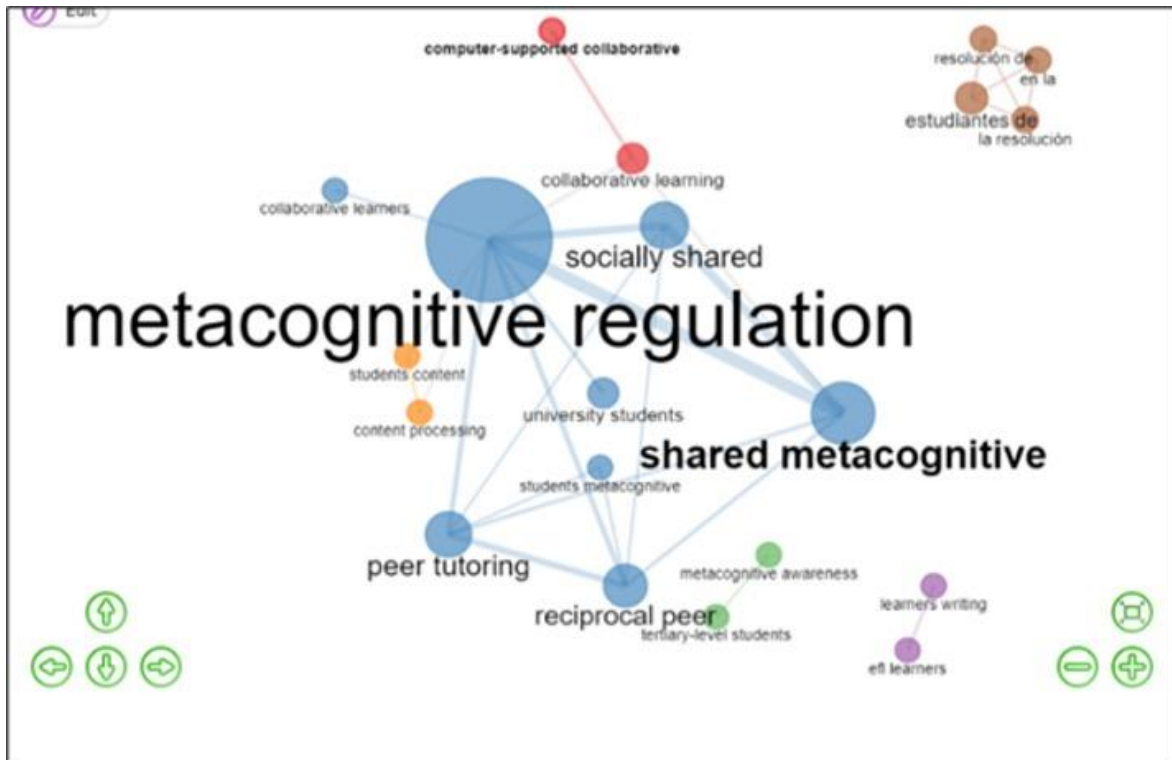 Edit
computer-supported collaborative
resolución de
en la
estudiantes de
la resolución
collaborative learning
collaborative learners
socially shared
metacognitive regulation
students content
university students
content processing
shared metacognitive
students metacognitive
peer tutoring
metacognitive awareness
reciprocal peer
learners writing
tertiary-level students
efl learners